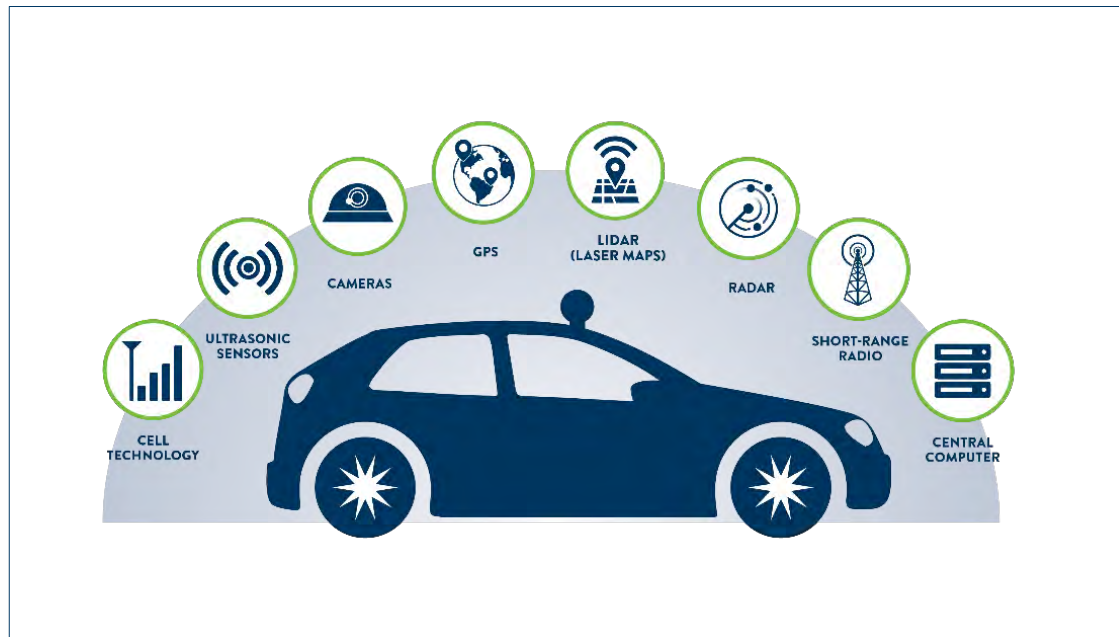 CELL
TECHNOLOGY
ULTRASONIC
SENSORS
CAMERAS
GPS
LIDAR
(LASER MAPS)
RADAR
SHORT-RANGE
RADIO
CENTRAL
COMPUTER